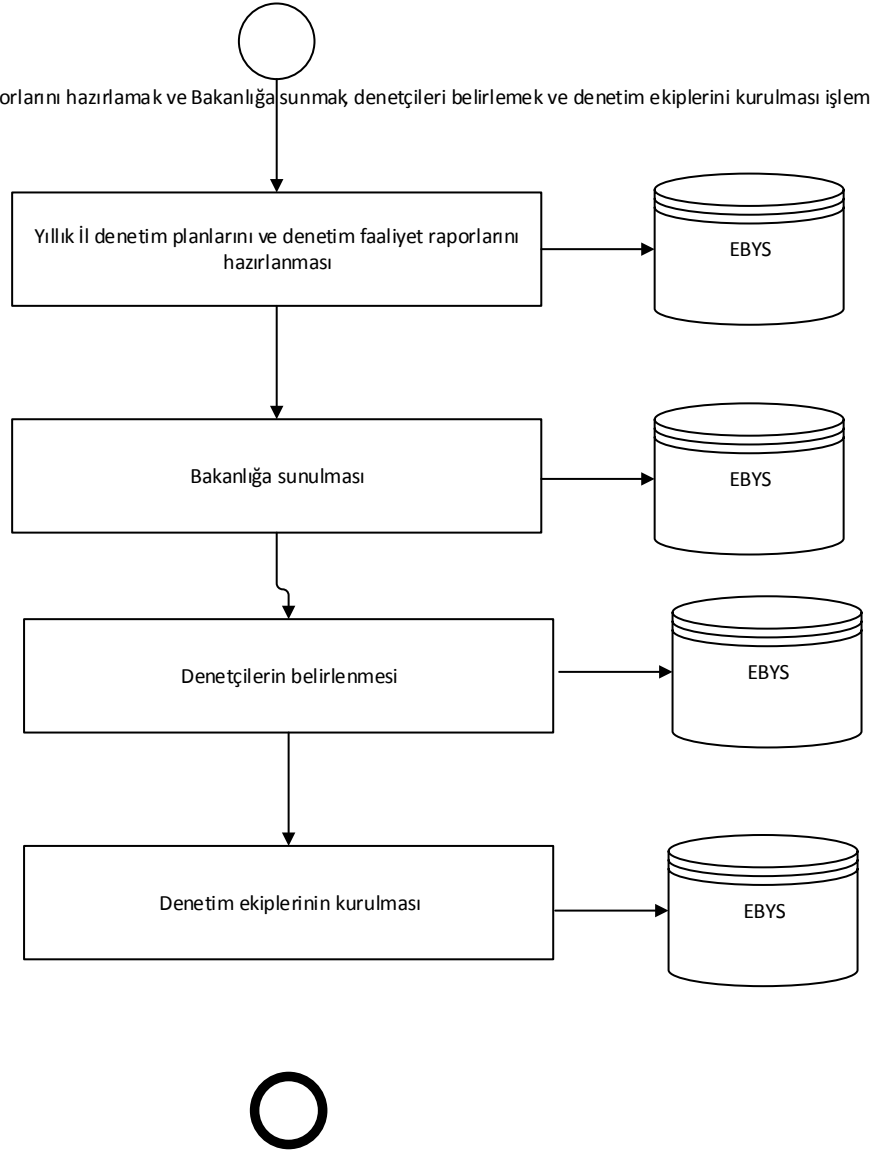 orlarını hazırlamak ve Bakanlığa sunmak, denetçileri belirlemek ve denetim ekiplerini kurulması işlem
Yıllık İl denetim planlarını ve denetim faaliyet raporlarını
hazırlanması
EBYS
Bakanlığa sunulması
EBYS
Denetçilerin belirlenmesi
EBYS
Denetim ekiplerinin kurulması
EBYS